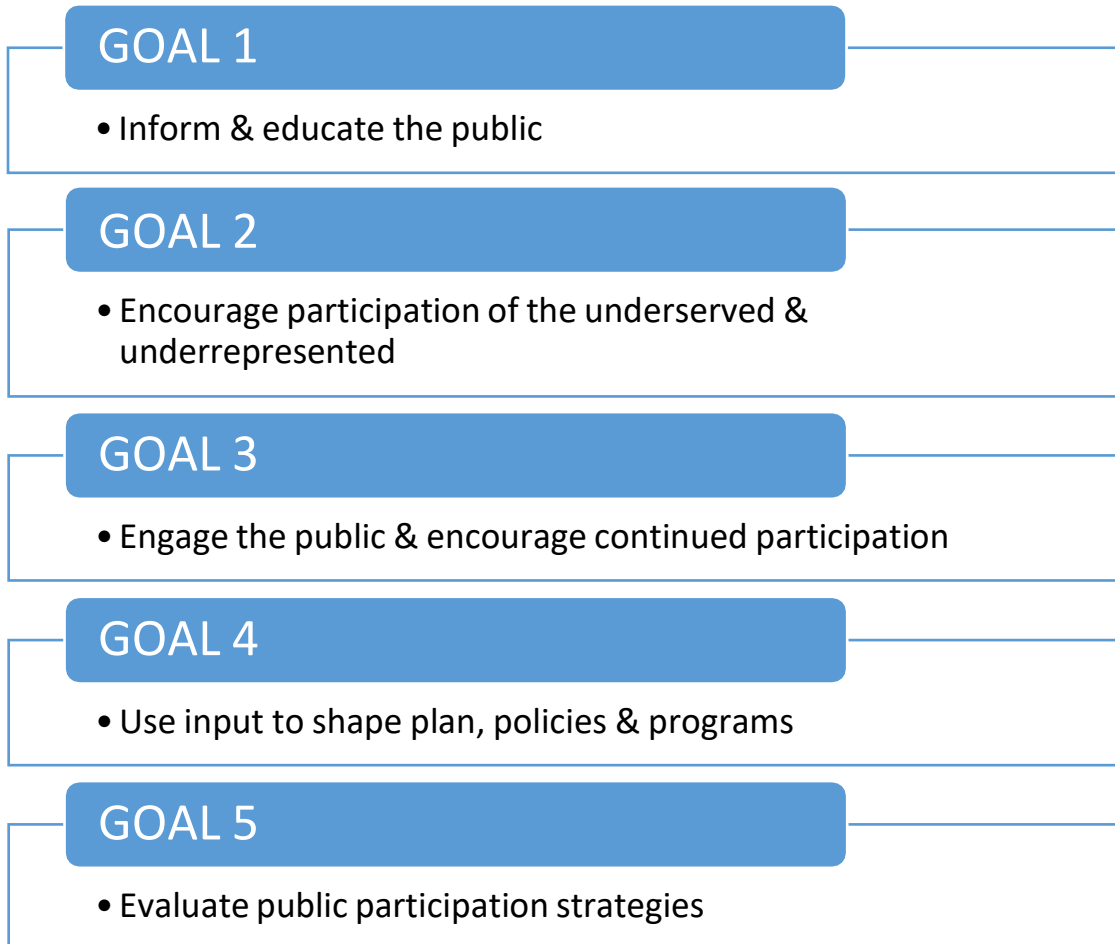 GOAL 1
• Inform & educate the public
GOAL 2
• Encourage participation of the underserved &
underrepresented
GOAL 3
• Engage the public & encourage continued participation
GOAL 4
• Use input to shape plan, policies & programs
GOAL 5
• Evaluate public participation strategies